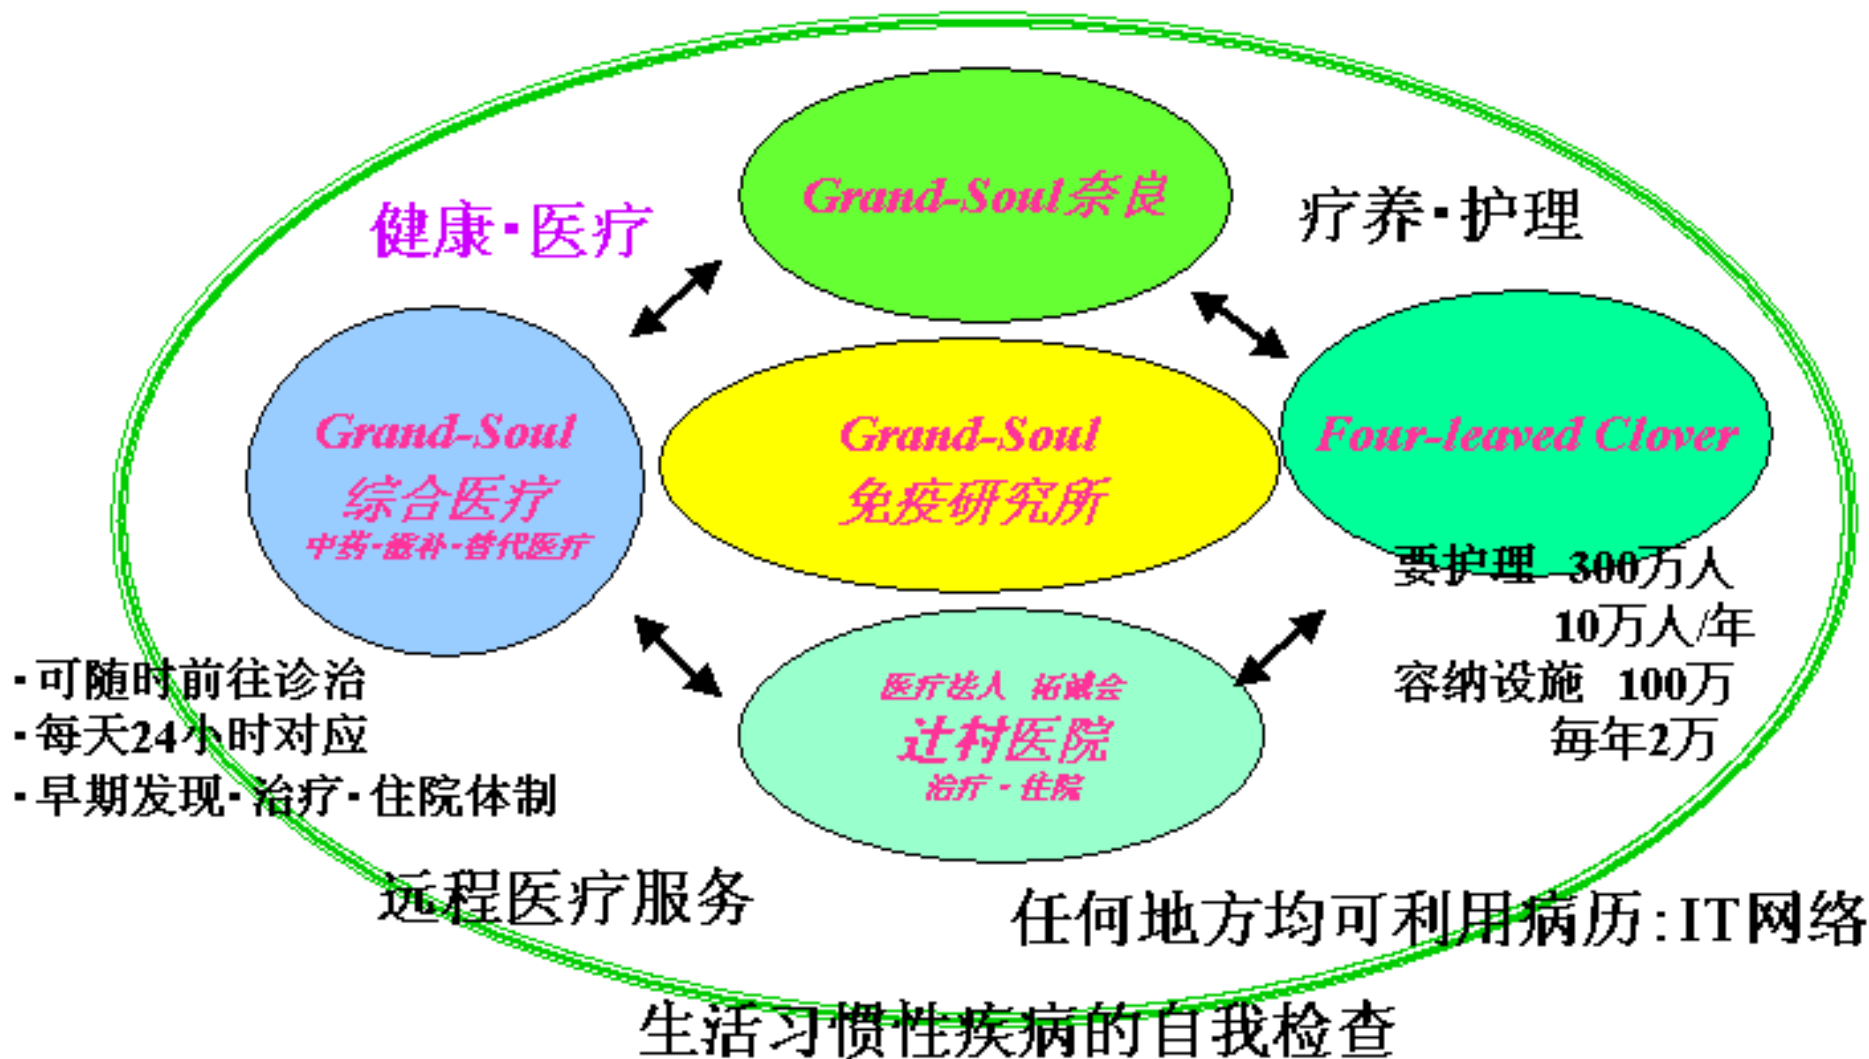 Grand-Soul奈良
健康·医疗
疗养·护理
Grand-Soul
综合医疗
中药·蜜补·替代医疗
Grand-Soul
免疫研究所
Four-leaved Clover
要护理 300万人
10万人/年
容纳设施 100万
每年2万
·可随时前往诊治
·每天24小时对应
·早期发现·治疗·住院体制
医疗法人 拓诚会
辻村医院
治疗·住院
远程医疗服务
任何地方均可利用病历:IT网络
生活习惯性疾病的自我检查